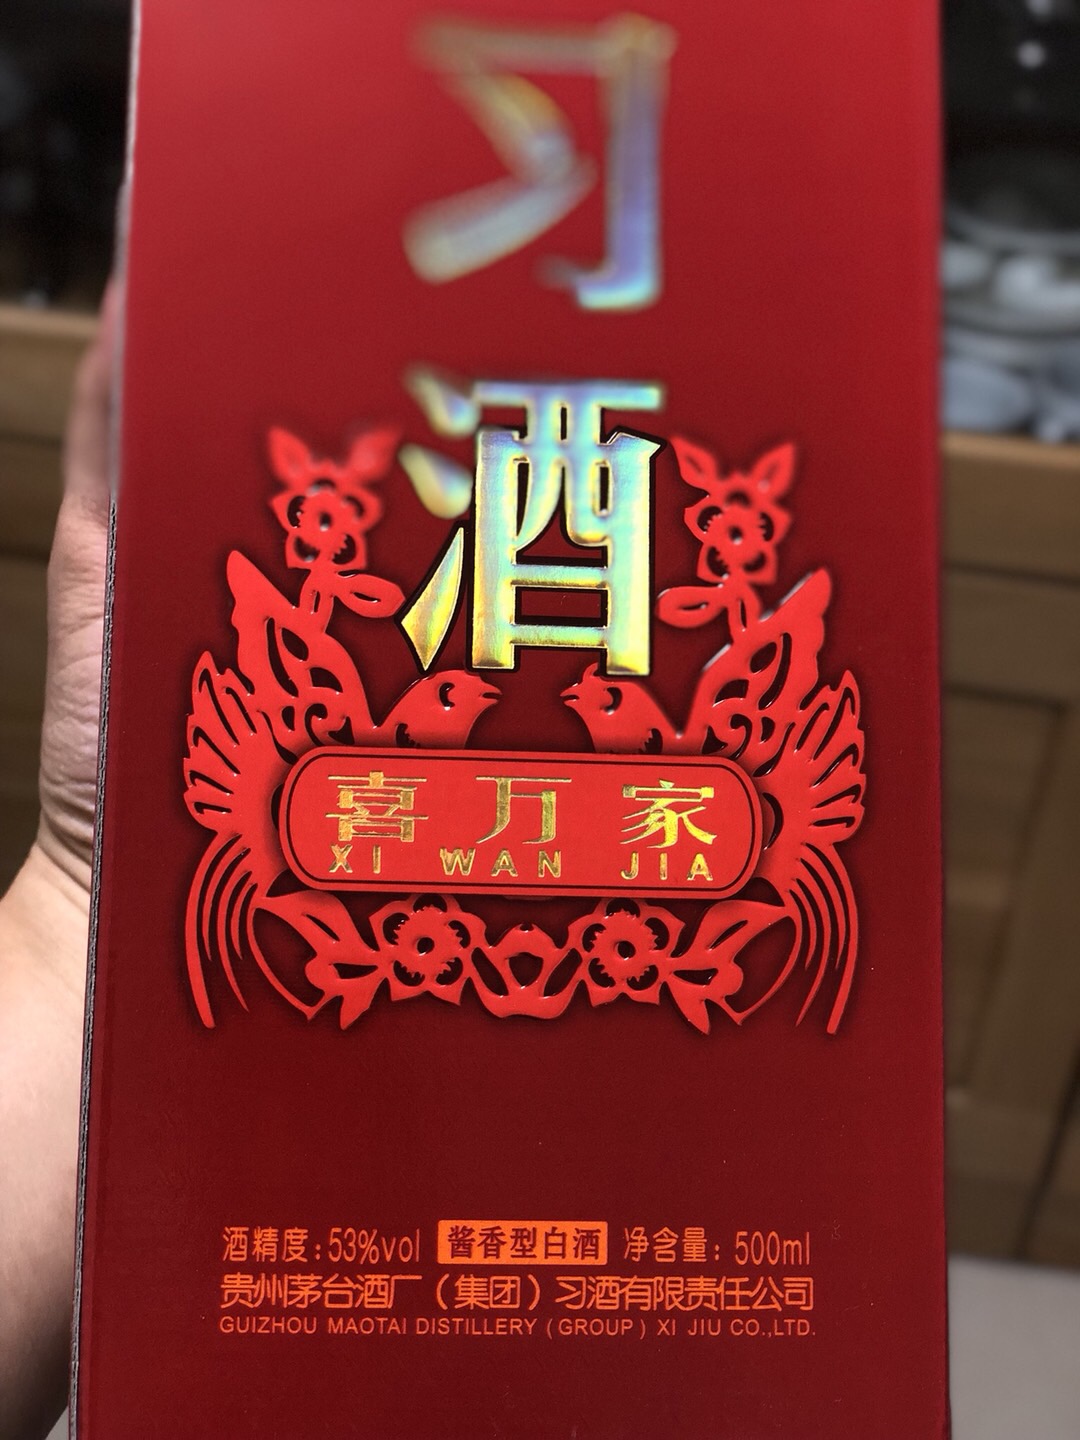 习
酒
喜万家
XI WAN JIA
酒精度:53%vol 酱香型白酒 净含量:500ml
贵州茅台酒厂(集团)习酒有限责任公司
GUIZHOU MAOTAI DISTILLERY (GROUP) XI JIU CO.,LTD.